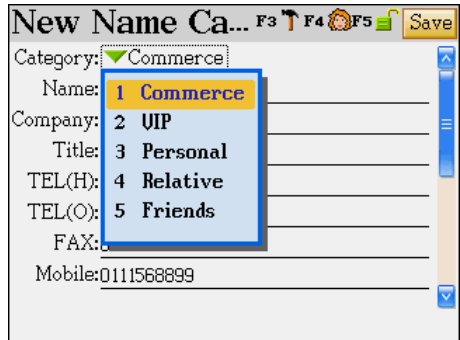 New Name Ca... F3 F4 F5 Save
Category: Commerce
Name:
1 Commerce
Company:
2 VIP
Title:
3 Personal
TEL(H):
4 Relative
TEL(O):
5 Friends
FAX:
Mobile:0111568899